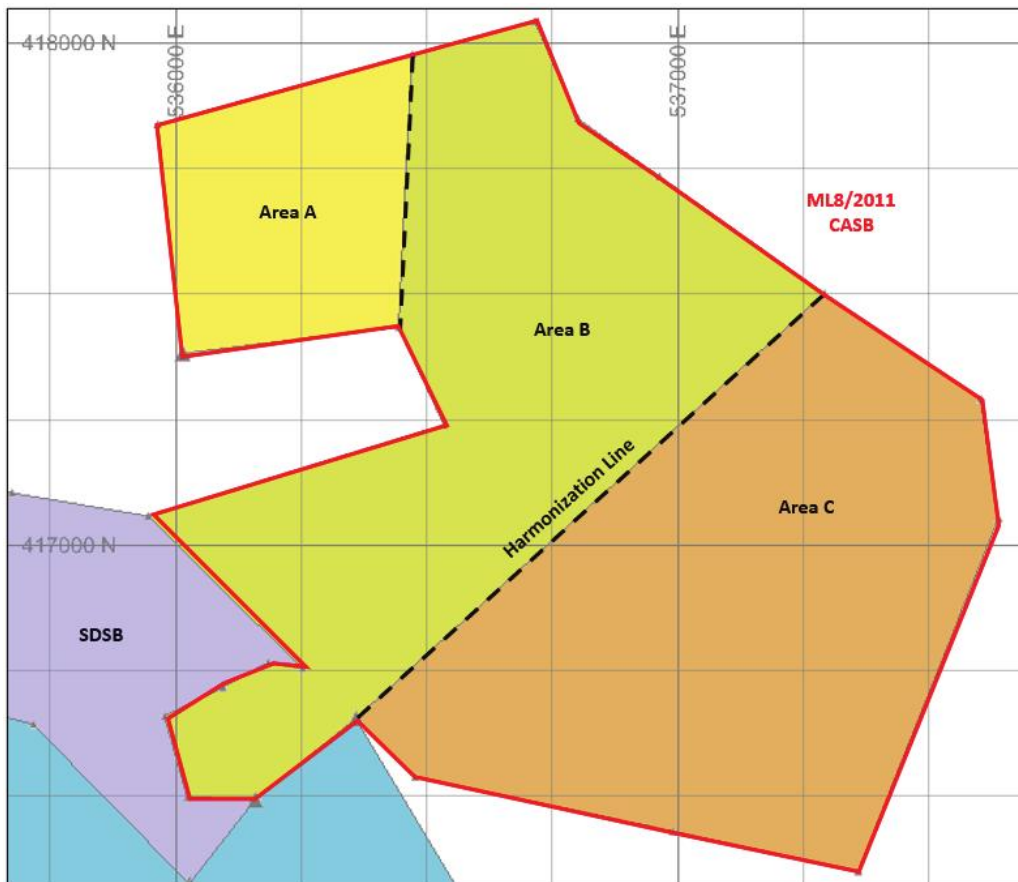 418000 N
536000 E
537000 E
Area A
ML8/2011
CASB
Area B
Harmonization Line
Area C
417000 N
SDSB